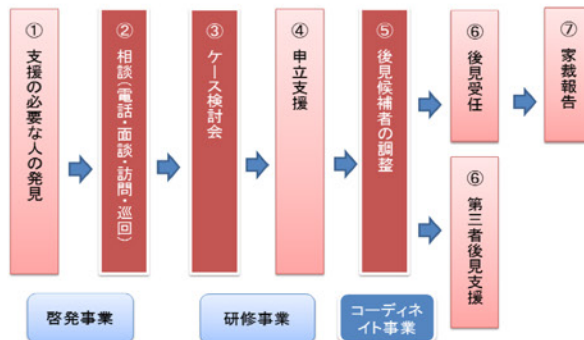 ① 支援の必要な人の発見
② 相談(電話・面談・訪問・巡回)
③ ケース検討会
④ 申立支援
⑤ 後見候補者の調整
⑥ 後見受任
⑦ 家裁報告
⑥ 第三者後見支援
啓発事業
研修事業
コーディネ
イト事業